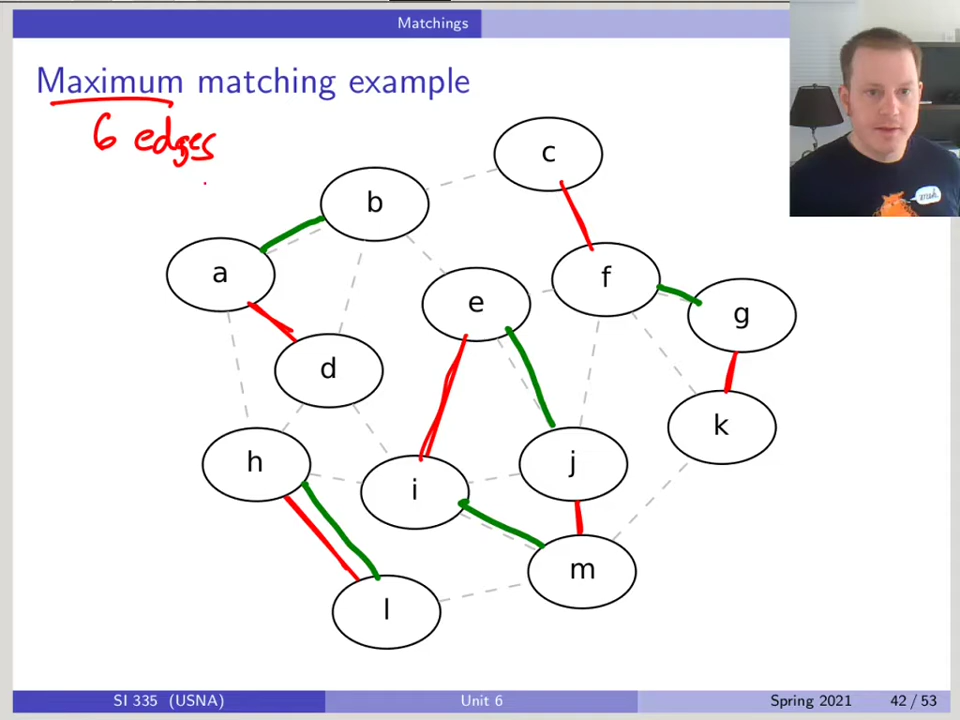 Matchings
Maximum matching example
6 edges
c
b
a
f
e
g
d
k
h
j
i
m
l
SI 335 (USNA)
Unit 6
Spring 2021
42 / 53